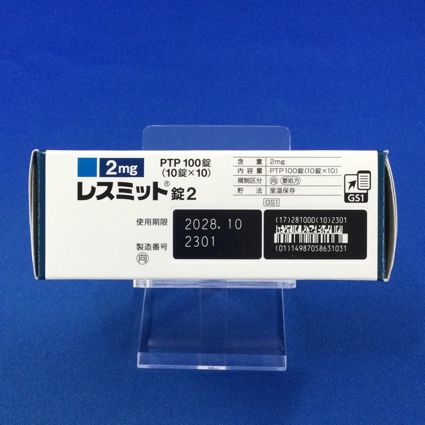 2mg
PTP 100錠
(10錠×10)
レスミット®錠2
含量 2mg
内容量 PTP100錠(10錠×10)
規制区分 向 要処方
貯法 室温保存
GS1
GS1
使用期限 2028.10
製造番号 2301
向
(17)281000(10)2301
(01)14987058631031